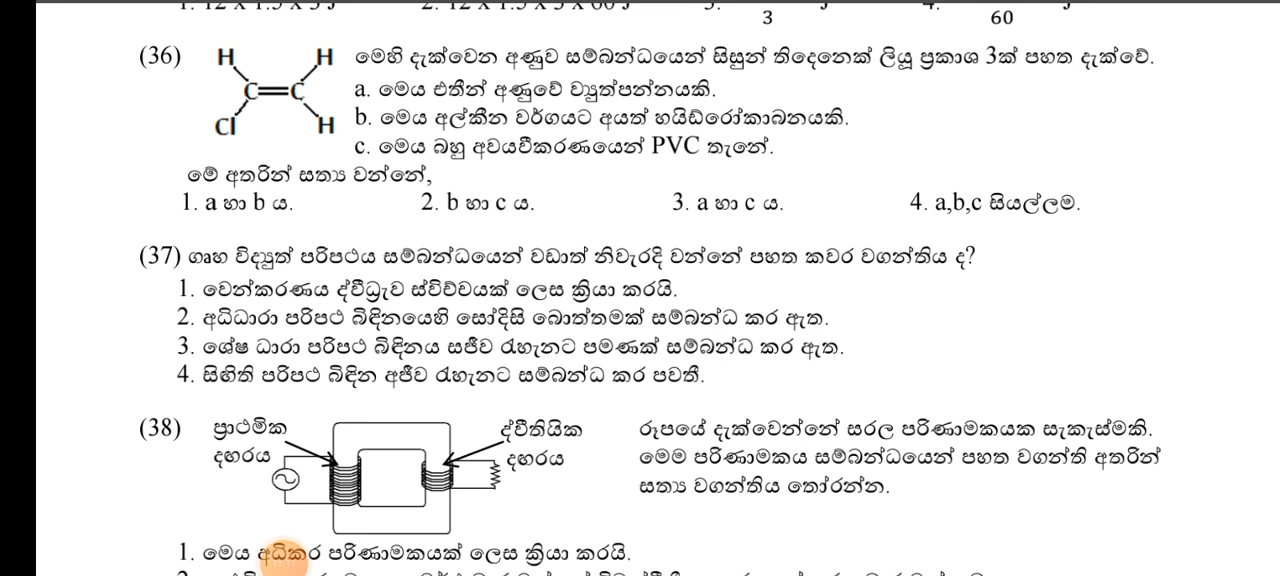 3
60
(36) H H මෙහි දැක්වෙන අණුව සම්බන්ධයෙන් සිසුන් තිදෙනෙක් ලියූ ප්‍රකාශ 3ක් පහත දැක්වේ.
C=C a. මෙය එතීන් අණුවේ ව්‍යුත්පන්නයකි.
Cl H b. මෙය අල්කීන වර්ගයට අයත් හයිඩ්රෝකාබනයකි.
c. මෙය බහු අවයවීකරණයෙන් PVC තැනේ.
මේ අතරින් සත්‍ය වන්නේ,
1. a හා b ය. 2. b හා c ය. 3. a හා c ය. 4. a,b,c සියල්ලම.
(37) ගෘහ විද්‍යුත් පරිපථය සම්බන්ධයෙන් වඩාත් නිවැරදි වන්නේ පහත කවර වගන්තිය ද?
1. වෙන්කරණය ද්වීධ්‍රැව ස්විච්චයක් ලෙස ක්‍රියා කරයි.
2. අධිධාරා පරිපථ බිඳිනයෙහි සෝදිසි බොත්තමක් සම්බන්ධ කර ඇත.
3. ශේෂ ධාරා පරිපථ බිඳිනය සජීව රැහැනට පමණක් සම්බන්ධ කර ඇත.
4. සිඟිති පරිපථ බිඳින අජීව රැහැනට සම්බන්ධ කර පවතී.
(38) ප්‍රාථමික දඟරය
ද්වීතියික දඟරය
රූපයේ දැක්වෙන්නේ සරල පරිණාමකයක සැකැස්මකි.
මෙම පරිණාමකය සම්බන්ධයෙන් පහත වගන්ති අතරින්
සත්‍ය වගන්තිය තෝරන්න.
1. මෙය අධිකර පරිණාමකයක් ලෙස ක්‍රියා කරයි.